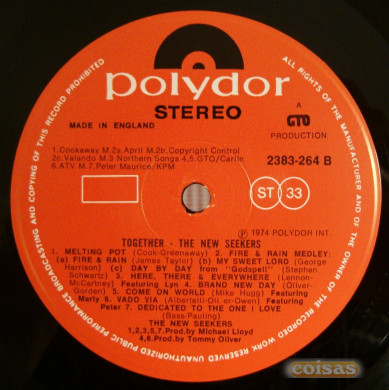 polydor
STEREO
MADE IN ENGLAND
A
GTO
PRODUCTION
1.Cookaway M.2a.April M.2b.Copyright Control
2c.Valando M.3 Northern Songs 4,5.GTO/Carlin
6.ATV M.7.Peter Maurice/KPM
2383-264 B
ST 33
Ⓟ 1974 POLYDOR INT.
TOGETHER - THE NEW SEEKERS
1. MELTING POT (Cook-Greenaway) 2. FIRE & RAIN MEDLEY:
(a) FIRE & RAIN (James Taylor) (b) MY SWEET LORD (George
Harrison) (c) DAY BY DAY from "Godspell" (Stephen
Schwartz) 3. HERE, THERE & EVERYWHERE (Lennon-
McCartney) Featuring Lyn 4. BRAND NEW DAY (Oliver-
Gorden) 5. COME ON WORLD (Mike Hugg) Featuring
Marty 6. VADO VIA (Albertelli-Oli er-Owen) Featuring
Peter 7. DEDICATED TO THE ONE I LOVE
(Bass-Pauling)
THE NEW SEEKERS
1,2,3,5,7.Prod.by Michael Lloyd
4,6.Prod.by Tommy Oliver
ALL RIGHTS OF THE MANUFACTURER AND OF THE OWNER OF THE RECORDED WORK RESERVED UNAUTHORIZED PUBLIC PERFORMANCE BROADCASTING AND COPYING OF THIS RECORD PROHIBITED
coisas